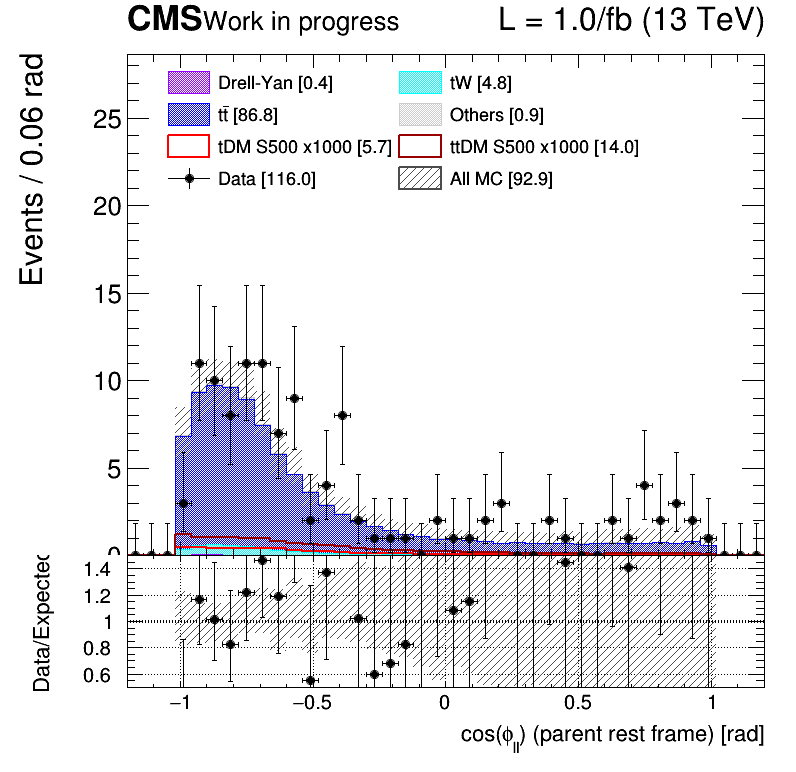 CMS Work in progress L = 1.0/fb (13 TeV)
Events / 0.06 rad
Drell-Yan [0.4] tW [4.8]
tt̄ [86.8] Others [0.9]
tDM S500 x1000 [5.7] ttDM S500 x1000 [14.0]
Data [116.0] All MC [92.9]
25
20
15
10
5
0
Data/Expected
1.4
1.2
1
0.8
0.6
−1 −0.5 0 0.5 1
cos(ϕ_ll) (parent rest frame) [rad]